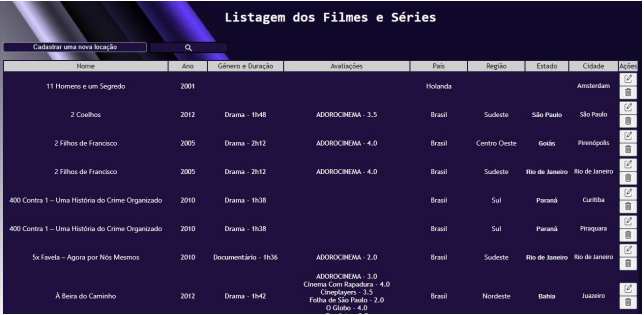 Listagem dos Filmes e Séries
Cadastrar uma nova locação
Nome Ano Gênero e Duração Avaliações País Região Estado Cidade Ações
11 Homens e um Segredo 2001 Holanda Amsterdam
2 Coelhos 2012 Drama - 1h48 ADOROCINEMA - 3.5 Brasil Sudeste São Paulo São Paulo
2 Filhos de Francisco 2005 Drama - 2h12 ADOROCINEMA - 4.0 Brasil Centro Oeste Goiás Pirenópolis
2 Filhos de Francisco 2005 Drama - 2h12 ADOROCINEMA - 4.0 Brasil Sudeste Rio de Janeiro Rio de Janeiro
400 Contra 1 – Uma História do Crime Organizado 2010 Drama - 1h38 Brasil Sul Paraná Curitiba
400 Contra 1 – Uma História do Crime Organizado 2010 Drama - 1h38 Brasil Sul Paraná Piraquara
5x Favela – Agora por Nós Mesmos 2010 Documentário - 1h36 ADOROCINEMA - 2.0 Brasil Sudeste Rio de Janeiro Rio de Janeiro
À Beira do Caminho 2012 Drama - 1h42 ADOROCINEMA - 3.0
Cinema Com Rapadura - 4.0
Cineplayers - 3.5
Folha de São Paulo - 2.0
O Globo - 4.0 Brasil Nordeste Bahia Juazeiro